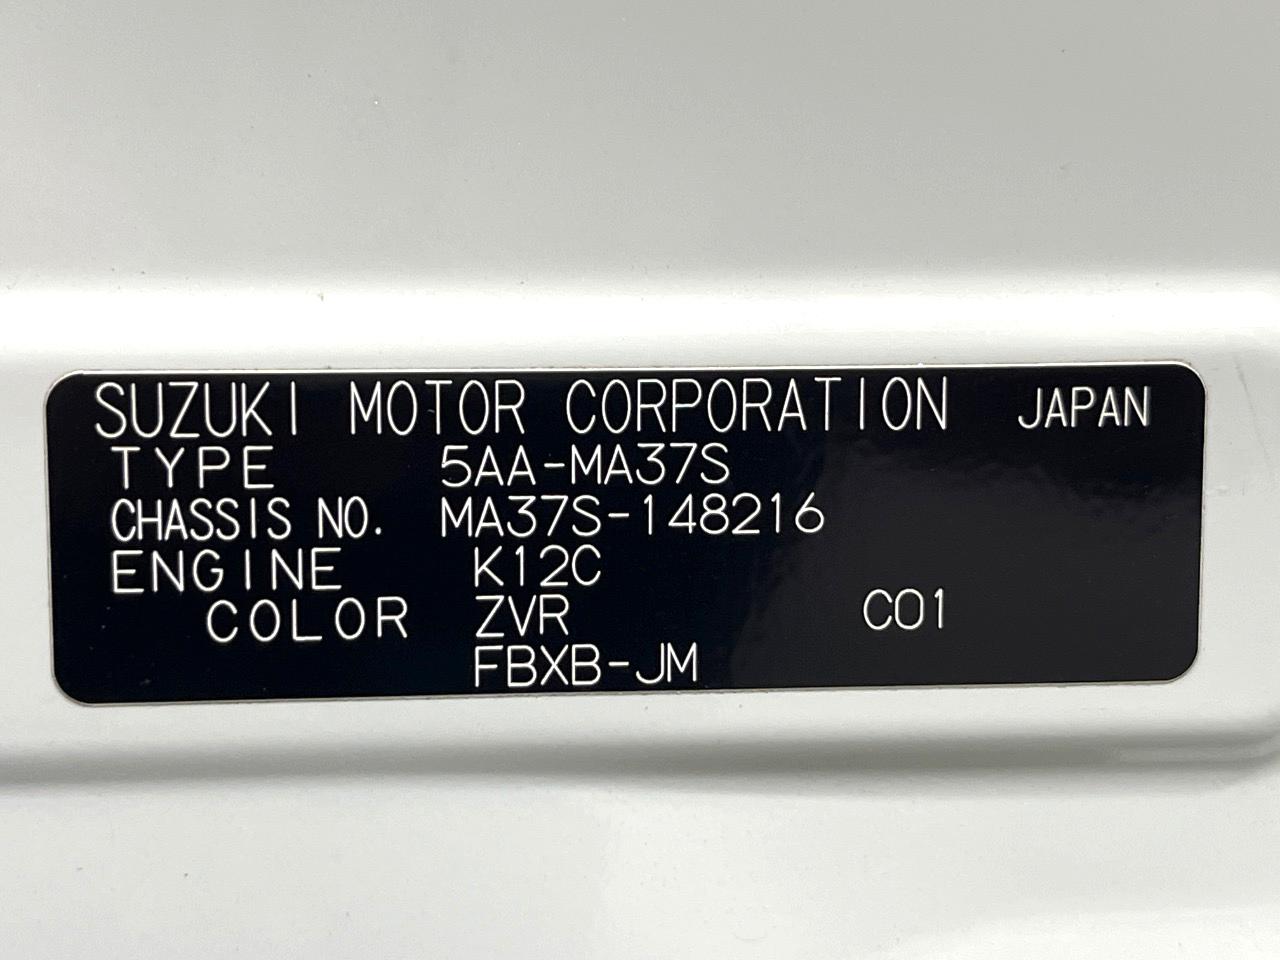 SUZUKI MOTOR CORPORATION JAPAN
TYPE 5AA-MA37S
CHASSIS NO. MA37S-148216
ENGINE K12C
COLOR ZVR C01
FBXB-JM